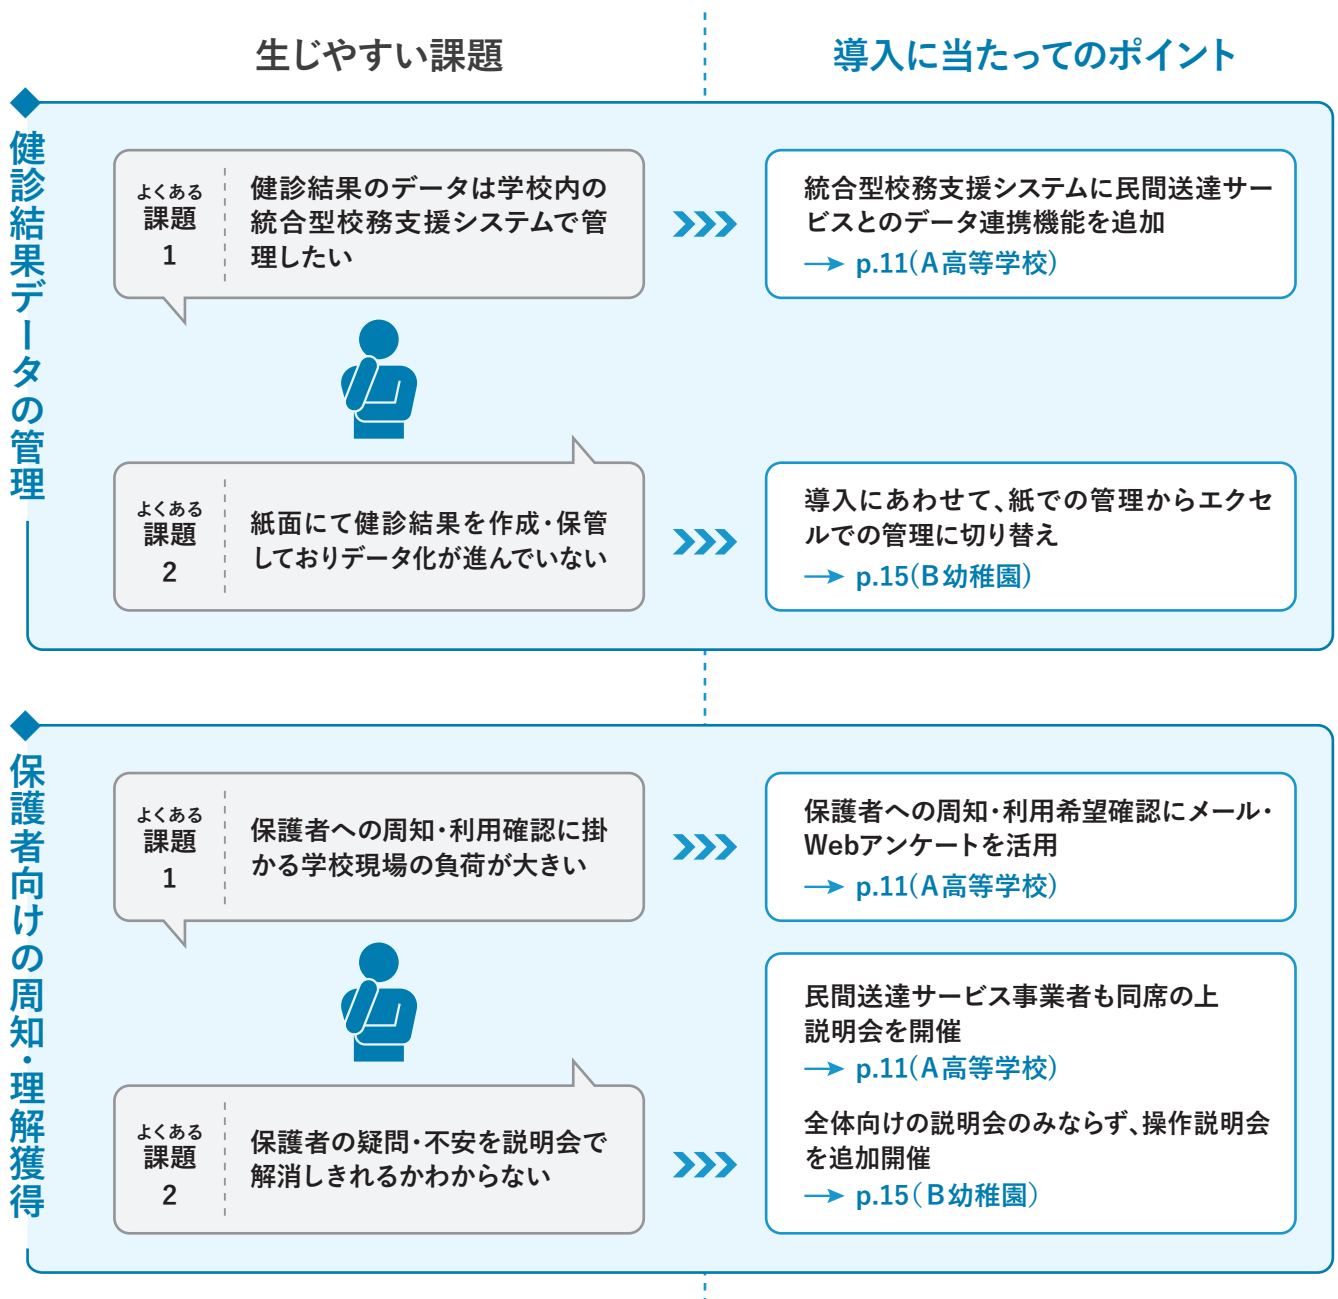 生じやすい課題
導入に当たってのポイント
健診結果データの管理
よくある
課題
1
健診結果のデータは学校内の
統合型校務支援システムで管
理したい
統合型校務支援システムに民間送達サー
ビスとのデータ連携機能を追加
→ p.11(A高等学校)
よくある
課題
2
紙面にて健診結果を作成・保管
しておりデータ化が進んでいない
導入にあわせて、紙での管理からエクセ
ルでの管理に切り替え
→ p.15(B幼稚園)
保護者向けの周知・理解獲得
よくある
課題
1
保護者への周知・利用確認に掛
かる学校現場の負荷が大きい
保護者への周知・利用希望確認にメール・
Webアンケートを活用
→ p.11(A高等学校)
よくある
課題
2
保護者の疑問・不安を説明会で
解消しきれるかわからない
民間送達サービス事業者も同席の上
説明会を開催
→ p.11(A高等学校)
全体向けの説明会のみならず、操作説明会
を追加開催
→ p.15(B幼稚園)